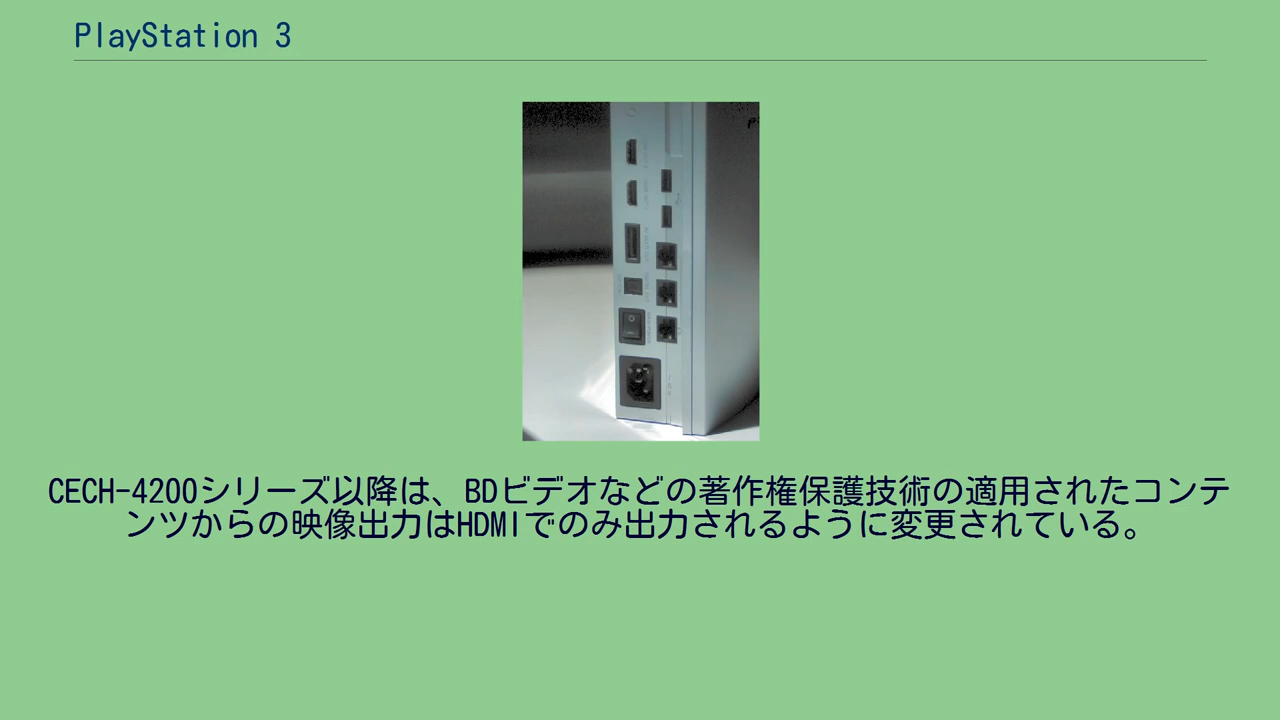 PlayStation 3
CECH-4200シリーズ以降は、BDビデオなどの著作権保護技術の適用されたコンテ
ンツからの映像出力はHDMIでのみ出力されるように変更されている。